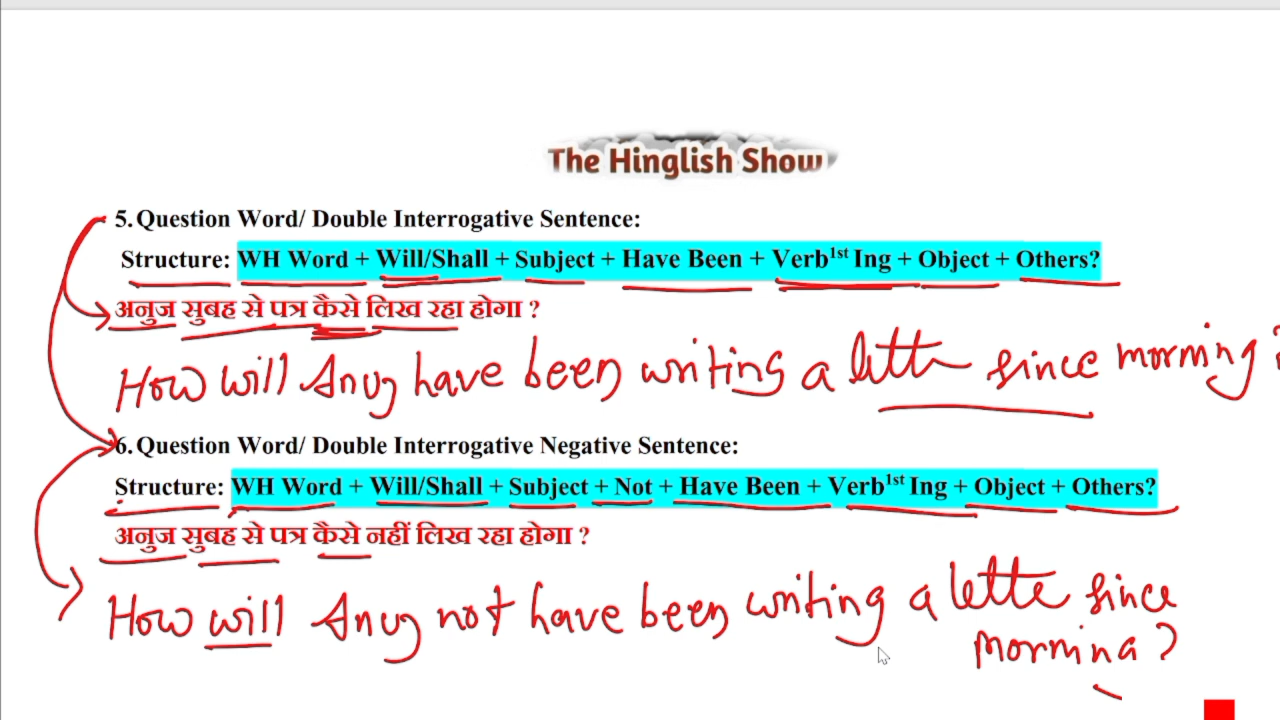 The Hinglish Show
5. Question Word/ Double Interrogative Sentence:
Structure: WH Word + Will/Shall + Subject + Have Been + Verb1st Ing + Object + Others?
अनुज सुबह से पत्र कैसे लिख रहा होगा ?
How will Anuj have been writing a letter since morning ?
6. Question Word/ Double Interrogative Negative Sentence:
Structure: WH Word + Will/Shall + Subject + Not + Have Been + Verb1st Ing + Object + Others?
अनुज सुबह से पत्र कैसे नहीं लिख रहा होगा ?
How will Anuj not have been writing a letter since
morning?